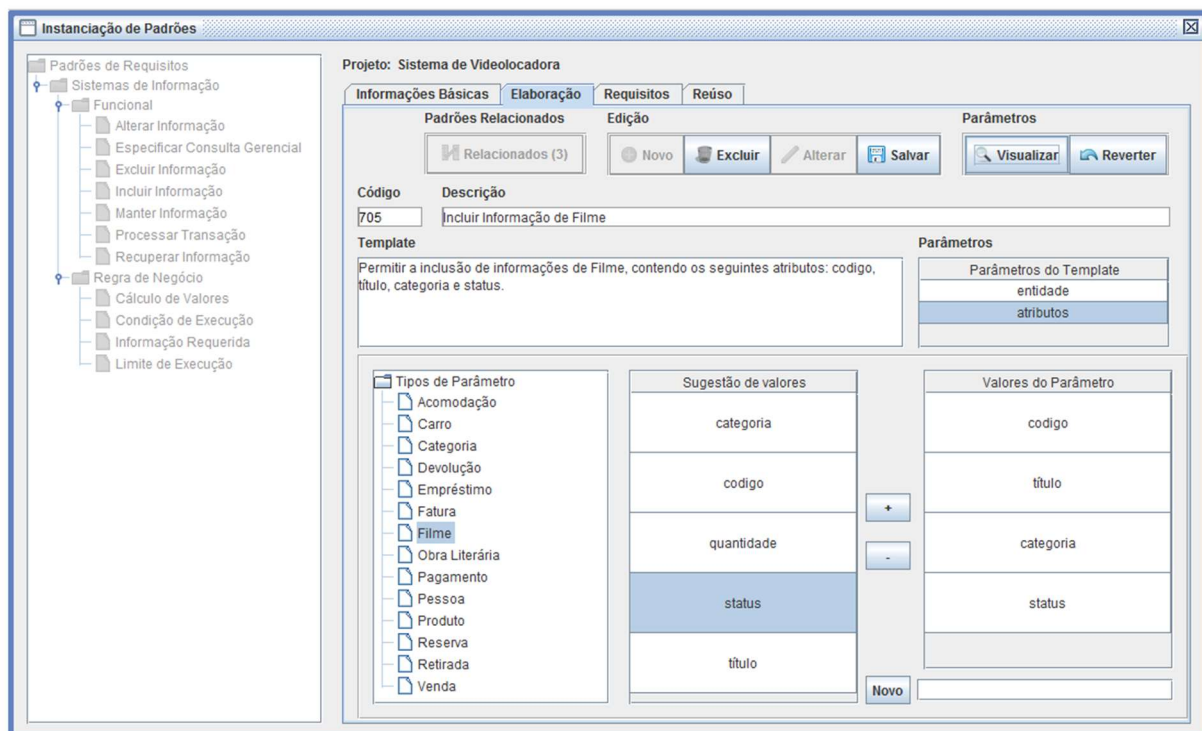 Instanciação de Padrões
Padrões de Requisitos
Sistemas de Informação
Funcional
Alterar Informação
Especificar Consulta Gerencial
Excluir Informação
Incluir Informação
Manter Informação
Processar Transação
Recuperar Informação
Regra de Negócio
Cálculo de Valores
Condição de Execução
Informação Requerida
Limite de Execução
Projeto: Sistema de Videolocadora
Informações Básicas Elaboração Requisitos Reúso
Padrões Relacionados Edição Parâmetros
Relacionados (3) Novo Excluir Alterar Salvar Visualizar Reverter
Código Descrição
705 Incluir Informação de Filme
Template Parâmetros
Permitir a inclusão de informações de Filme, contendo os seguintes atributos: codigo,
título, categoria e status.
Parâmetros do Template
entidade
atributos
Tipos de Parâmetro
Acomodação
Carro
Categoria
Devolução
Empréstimo
Fatura
Filme
Obra Literária
Pagamento
Pessoa
Produto
Reserva
Retirada
Venda
Sugestão de valores
categoria
codigo
quantidade
status
título
+
-
Valores do Parâmetro
codigo
título
categoria
status
Novo